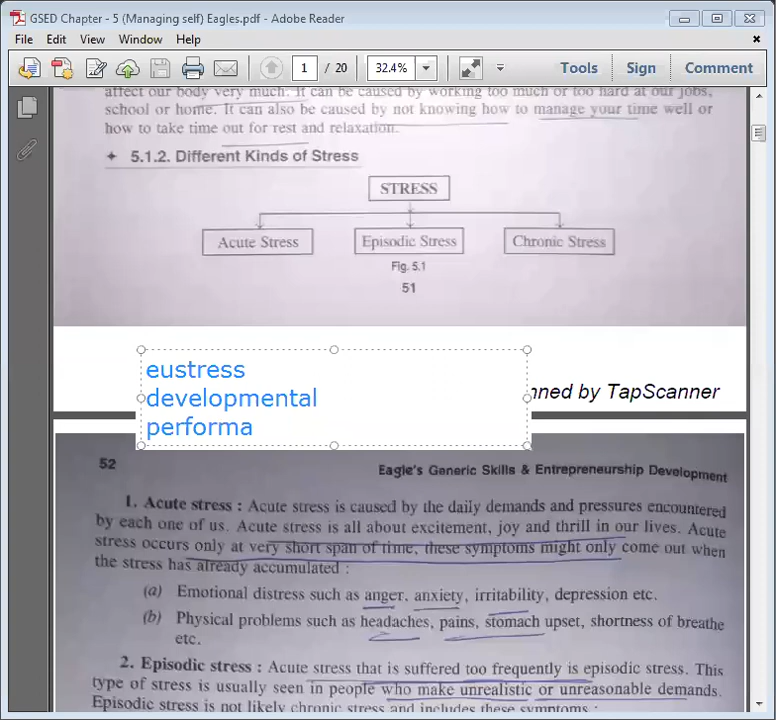 GSED Chapter - 5 (Managing self) Eagles.pdf - Adobe Reader
File Edit View Window Help
1 / 20 32.4% Tools Sign Comment
affect our body very much. It can be caused by working too much or too hard at our jobs,
school or home. It can also be caused by not knowing how to manage your time well or
how to take time out for rest and relaxation.
5.1.2. Different Kinds of Stress
STRESS
Acute Stress Episodic Stress Chronic Stress
Fig. 5.1
51
eustress
developmental
performa
nned by TapScanner
52
Eagle's Generic Skills & Entrepreneurship Development
1. Acute stress : Acute stress is caused by the daily demands and pressures encountered
by each one of us. Acute stress is all about excitement, joy and thrill in our lives. Acute
stress occurs only at very short span of time, these symptoms might only come out when
the stress has already accumulated :
(a) Emotional distress such as anger, anxiety, irritability, depression etc.
(b) Physical problems such as headaches, pains, stomach upset, shortness of breathe
etc.
2. Episodic stress : Acute stress that is suffered too frequently is episodic stress. This
type of stress is usually seen in people who make unrealistic or unreasonable demands.
Episodic stress is not likely chronic stress and includes these symptoms :